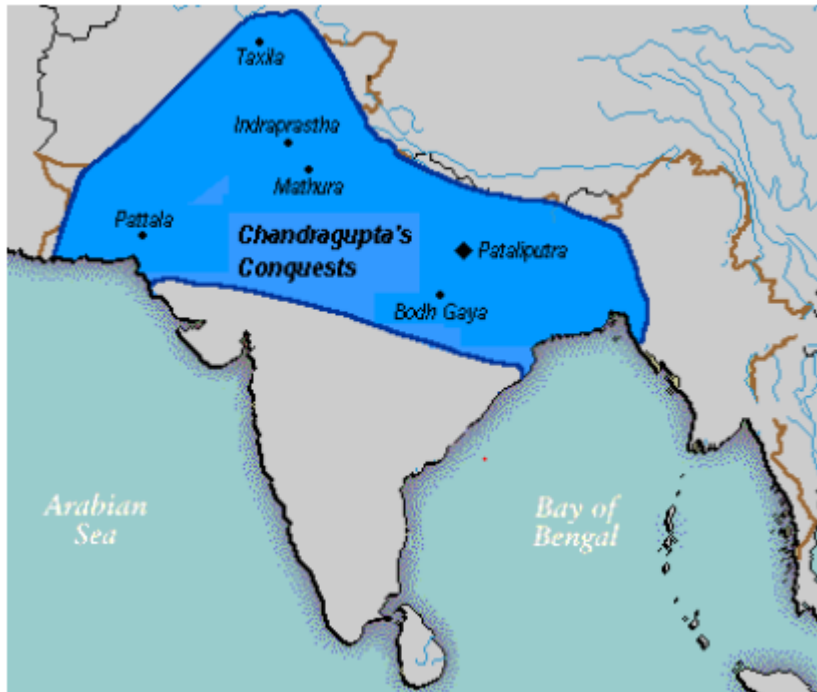 Taxila
Indraprastha
Mathura
Pattala
Chandragupta's
Conquests
Pataliputra
Bodh Gaya
Arabian
Sea
Bay of
Bengal